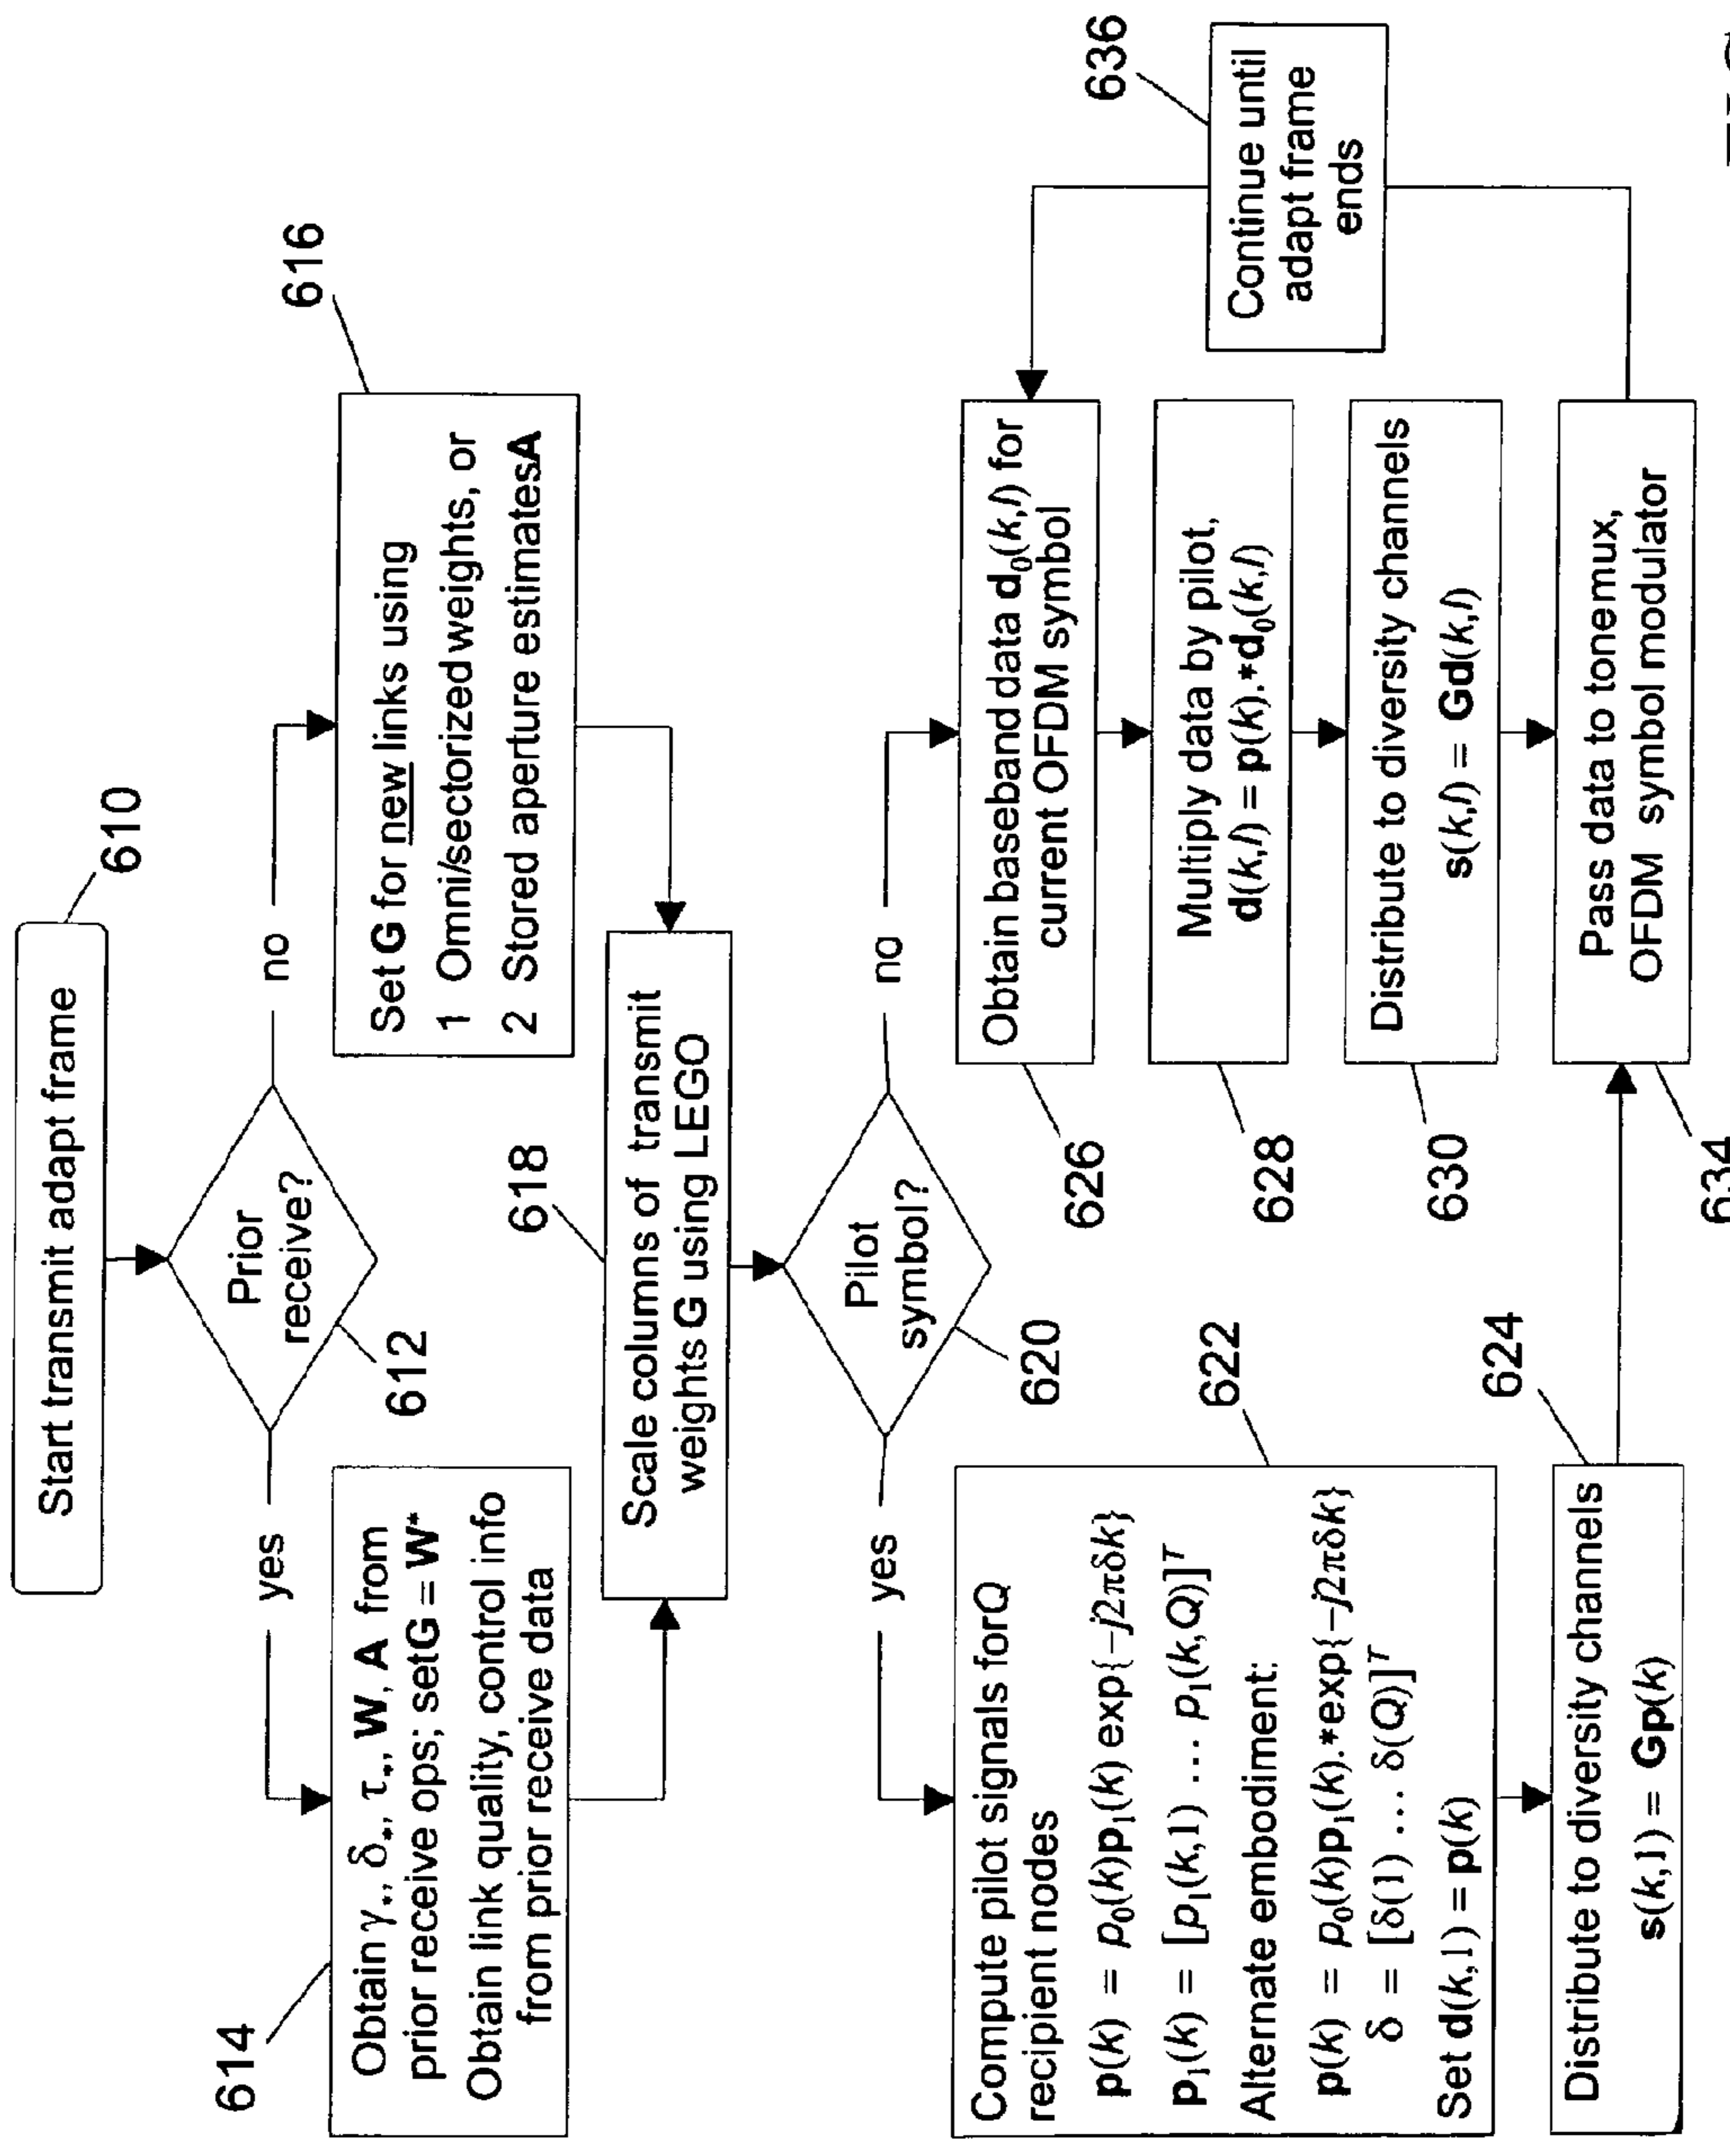 Start transmit adapt frame
610
Prior
receive?
612
yes
no
614
Obtain γ*, δ*, τ*, W, A from
prior receive ops; setG = W*
Obtain link quality, control info
from prior receive data
616
Set G for new links using
1 Omni/sectorized weights, or
2 Stored aperture estimatesA
618
Scale columns of transmit
weights G using LEGO
Pilot
symbol?
620
yes
no
622
Compute pilot signals forQ
recipient nodes
p(k) = p₀(k)p₁(k) exp{−j2πδk}
p₁(k) = [p₁(k,1) … p₁(k,Q)]ᵀ
Alternate embodiment:
p(k) = p₀(k)p₁(k).*exp{−j2πδk}
δ = [δ(1) … δ(Q)]ᵀ
Set d(k,1) = p(k)
624
Distribute to diversity channels
s(k,1) = Gp(k)
626
Obtain baseband data d₀(k,l) for
current OFDM symbol
628
Multiply data by pilot,
d(k,l) = p(k).*d₀(k,l)
630
Distribute to diversity channels
s(k,l) = Gd(k,l)
634
Pass data to tonemux,
OFDM symbol modulator
636
Continue until
adapt frame
ends